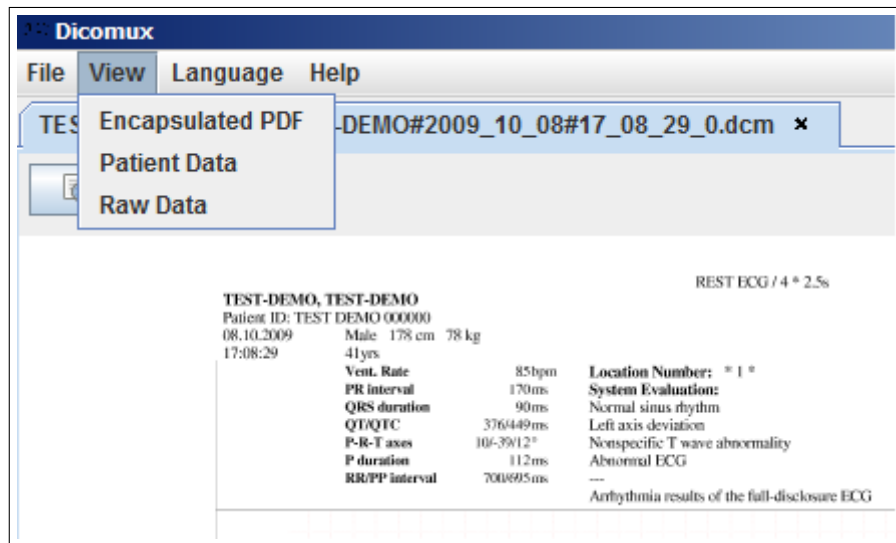 Dicomux
File View Language Help
TES -DEMO#2009_10_08#17_08_29_0.dcm ×
Encapsulated PDF
Patient Data
Raw Data
REST ECG / 4 * 2.5s
TEST-DEMO, TEST-DEMO
Patient ID: TEST DEMO 000000
08.10.2009 Male 178 cm 78 kg
17:08:29 41yrs
Vent. Rate 85bpm Location Number: * 1 *
PR interval 170ms System Evaluation:
QRS duration 90ms Normal sinus rhythm
QT/QTC 376/449ms Left axis deviation
P-R-T axes 10/-39/12° Nonspecific T wave abnormality
P duration 112ms Abnormal ECG
RR/PP interval 700/695ms ---
Arrhythmia results of the full-disclosure ECG